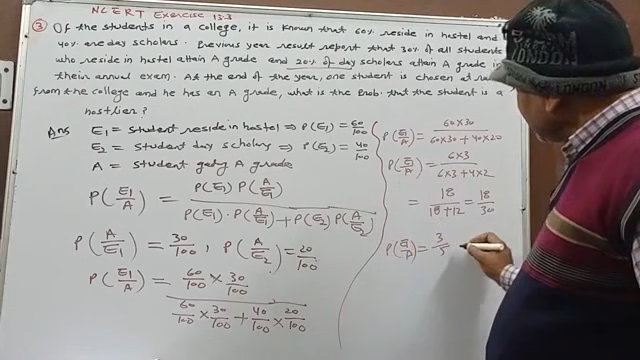 NCERT Exercise 13.3
③ Of the students in a college, it is known that 60% reside in hostel and
40% are day scholars. Previous year result report that 30% of all students
who reside in hostel attain A grade and 20% of day scholars attain A grade in
their annual exam. As the end of the year, one student is chosen at
from the college and he has an A grade, what is the Prob. that the student is a
hostlier?
Ans E₁ = student reside in hostel ⇒ P(E₁) = 60/100
E₂ = student day scholars ⇒ P(E₂) = 40/100
A = student A grade
P(E₁/A) = P(E₁) P(A/E₁) / P(E₁)·P(A/E₁) + P(E₂) P(A/E₂)
P(A/E₁) = 30/100, P(A/E₂) = 20/100
P(E₁/A) = 60/100 × 30/100 / 60/100 × 30/100 + 40/100 × 20/100
P(E₁/A) = 60×30 / 60×30 + 40×20
P(E₁/A) = 6×3 / 6×3 + 4×2
= 18 / 18+12 = 18/30
P(E₁/A) = 3/5
PALM
LONDON